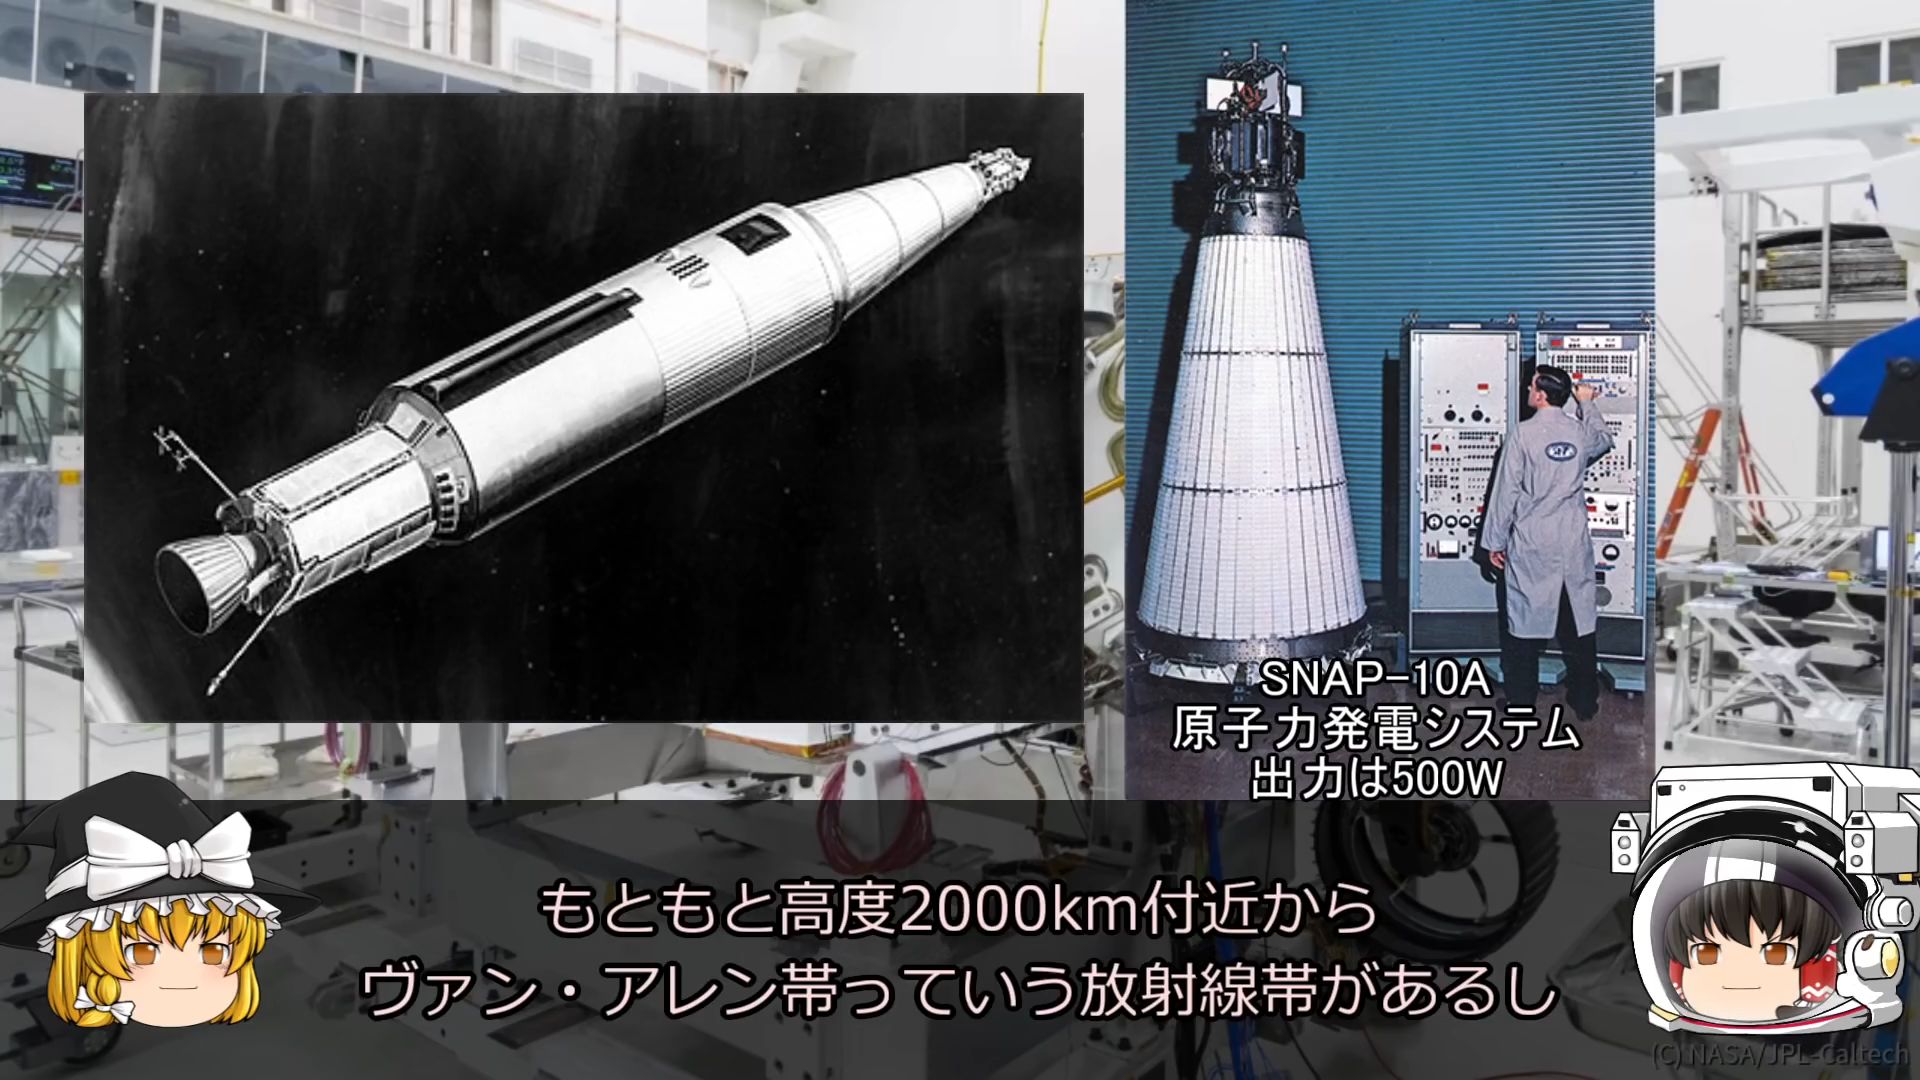 SNAP-10A
原子力発電システム
出力は500W
もともと高度2000km付近から
ヴァン・アレン帯っていう放射線帯があるし
(C) NASA/JPL-Caltech